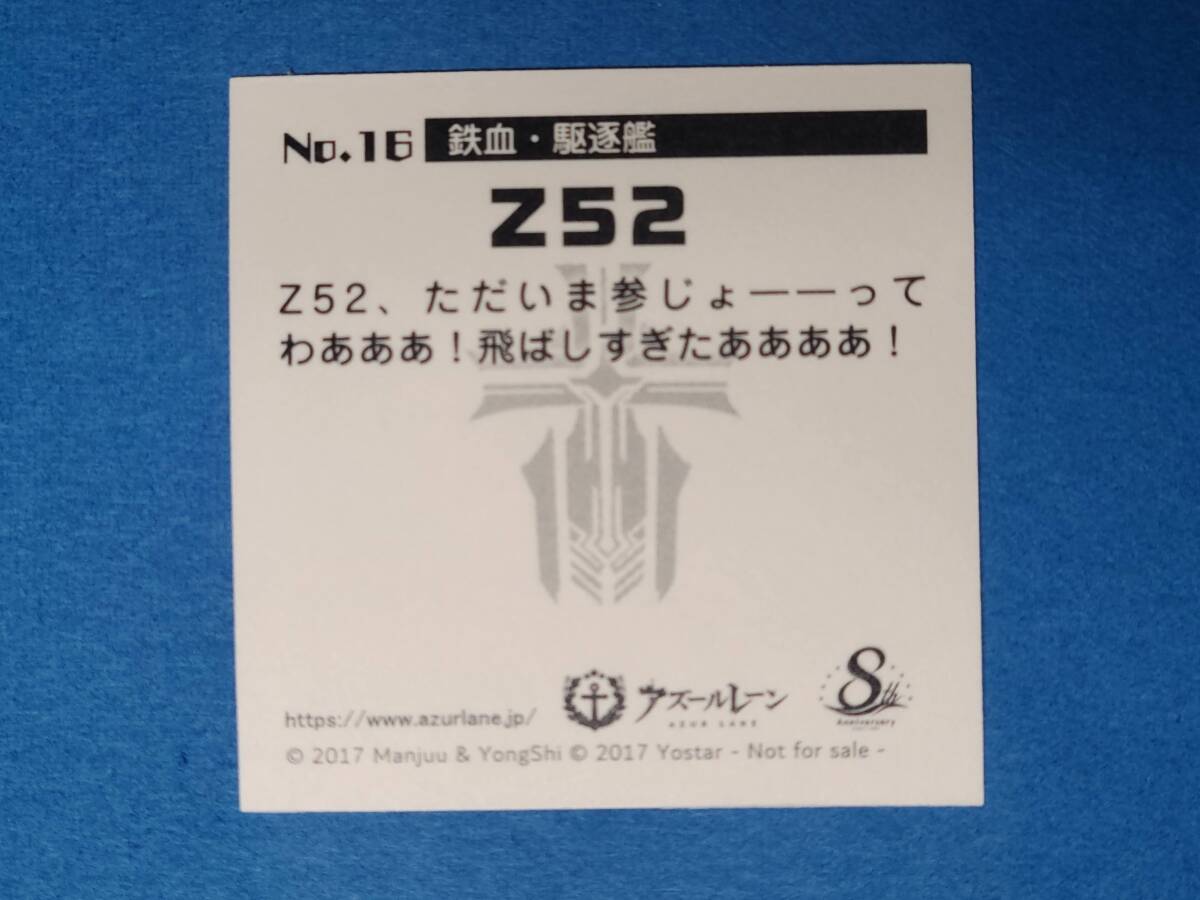 No.16 鉄血・駆逐艦
Z52
Z52、ただいま参じょーーって
わあああ！飛ばしすぎたああああ！
アズールレーン
AZUR LANE
8th
Anniversary
https://www.azurlane.jp/
© 2017 Manjuu & YongShi © 2017 Yostar - Not for sale -